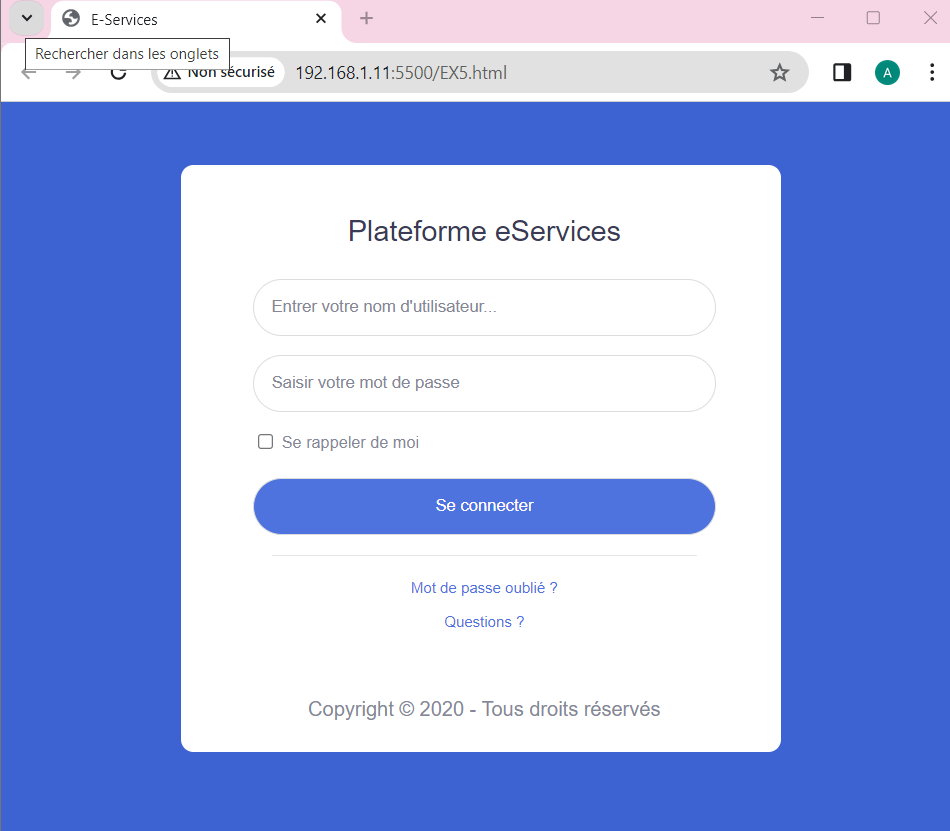 E-Services
Rechercher dans les onglets
Non sécurisé 192.168.1.11:5500/EX5.html A
Plateforme eServices
Entrer votre nom d'utilisateur...
Saisir votre mot de passe
Se rappeler de moi
Se connecter
Mot de passe oublié ?
Questions ?
Copyright © 2020 - Tous droits réservés